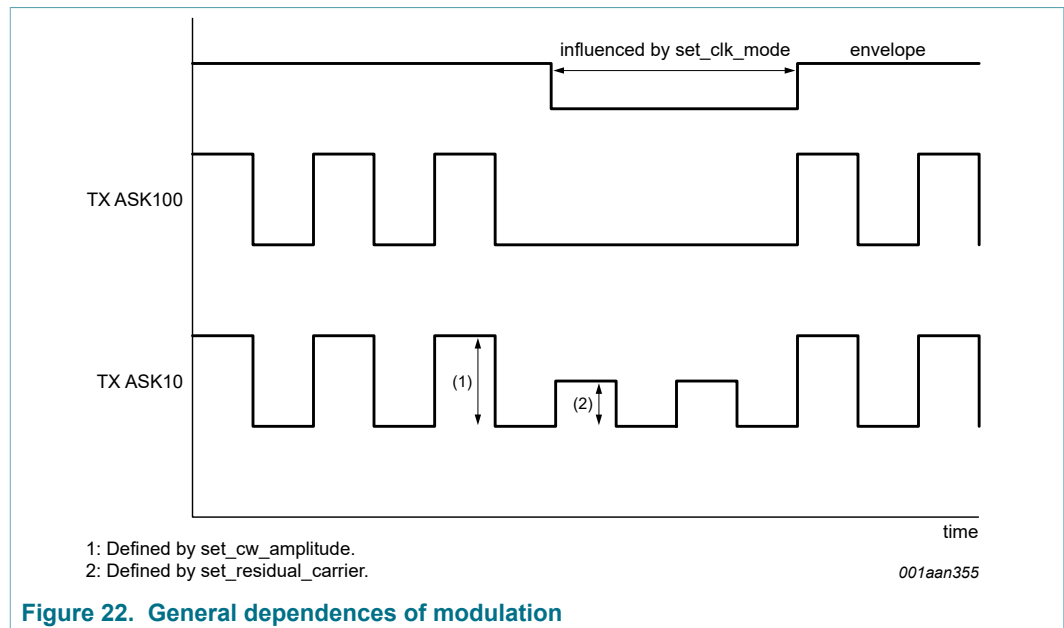 influenced by set_clk_mode
envelope
TX ASK100
TX ASK10
(1)
(2)
time
1: Defined by set_cw_amplitude.
2: Defined by set_residual_carrier.
001aan355
Figure 22. General dependences of modulation